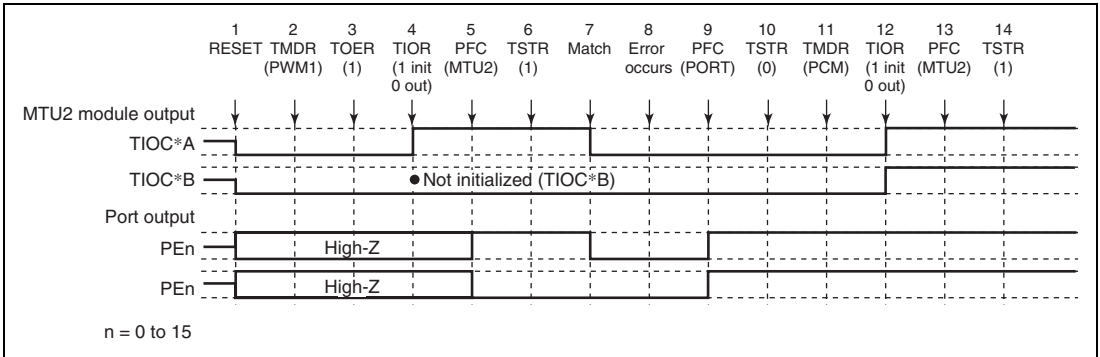 1 2 3 4 5 6 7 8 9 10 11 12 13 14
RESET TMDR TOER TIOR PFC TSTR Match Error PFC TSTR TMDR TIOR PFC TSTR
(PWM1) (1) (1 init (MTU2) (1) occurs (PORT) (0) (PCM) (1 init (MTU2) (1)
0 out) 0 out)
MTU2 module output
TIOC*A
TIOC*B ● Not initialized (TIOC*B)
Port output
PEn High-Z
PEn High-Z
n = 0 to 15